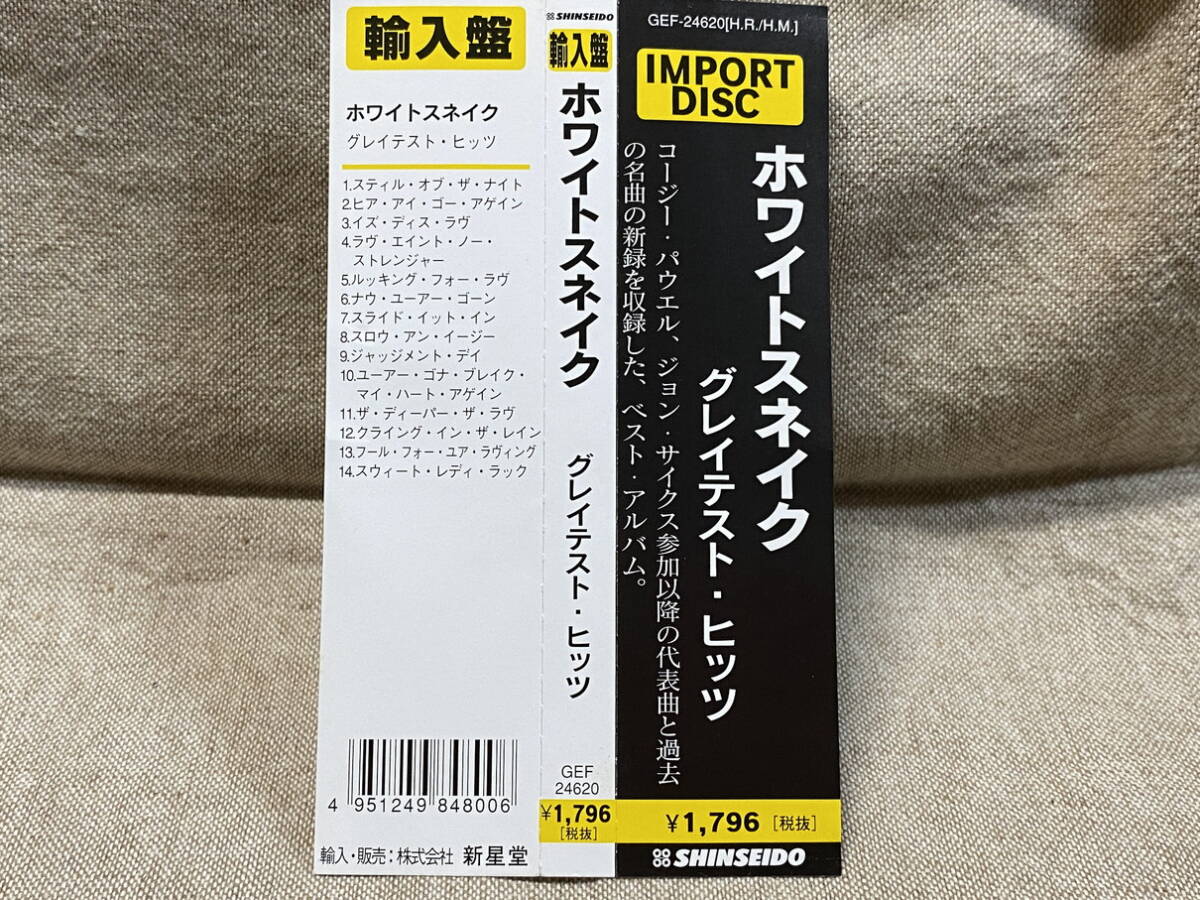 輸入盤
ホワイトスネイク
グレイテスト・ヒッツ
1.スティル・オブ・ザ・ナイト
2.ヒア・アイ・ゴー・アゲイン
3.イズ・ディス・ラヴ
4.ラヴ・エイント・ノー・
ストレンジャー
5.ルッキング・フォー・ラヴ
6.ナウ・ユーアー・ゴーン
7.スライド・イット・イン
8.スロウ・アン・イージー
9.ジャッジメント・デイ
10.ユーアー・ゴナ・ブレイク・
マイ・ハート・アゲイン
11.ザ・ディーパー・ザ・ラヴ
12.クライング・イン・ザ・レイン
13.フール・フォー・ユア・ラヴィング
14.スウィート・レディ・ラック
4 951249 848006
輸入・販売：株式会社 新星堂
SHINSEIDO
輸入盤
ホワイトスネイク
グレイテスト・ヒッツ
GEF
24620
¥1,796
［税抜］
GEF-24620[H.R./H.M.]
IMPORT
DISC
ホワイトスネイク
グレイテスト・ヒッツ
コージー・パウエル、ジョン・サイクス参加以降の代表曲と過去
の名曲の新録を収録した、ベスト・アルバム。
¥1,796［税抜］
SHINSEIDO